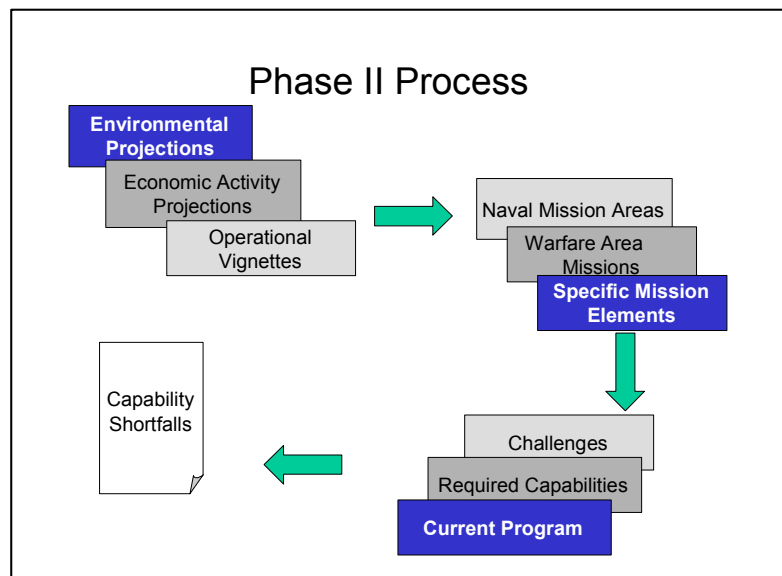 Phase II Process
Environmental
Projections
Economic Activity
Projections
Operational
Vignettes
Naval Mission Areas
Warfare Area
Missions
Specific Mission
Elements
Challenges
Required Capabilities
Current Program
Capability
Shortfalls